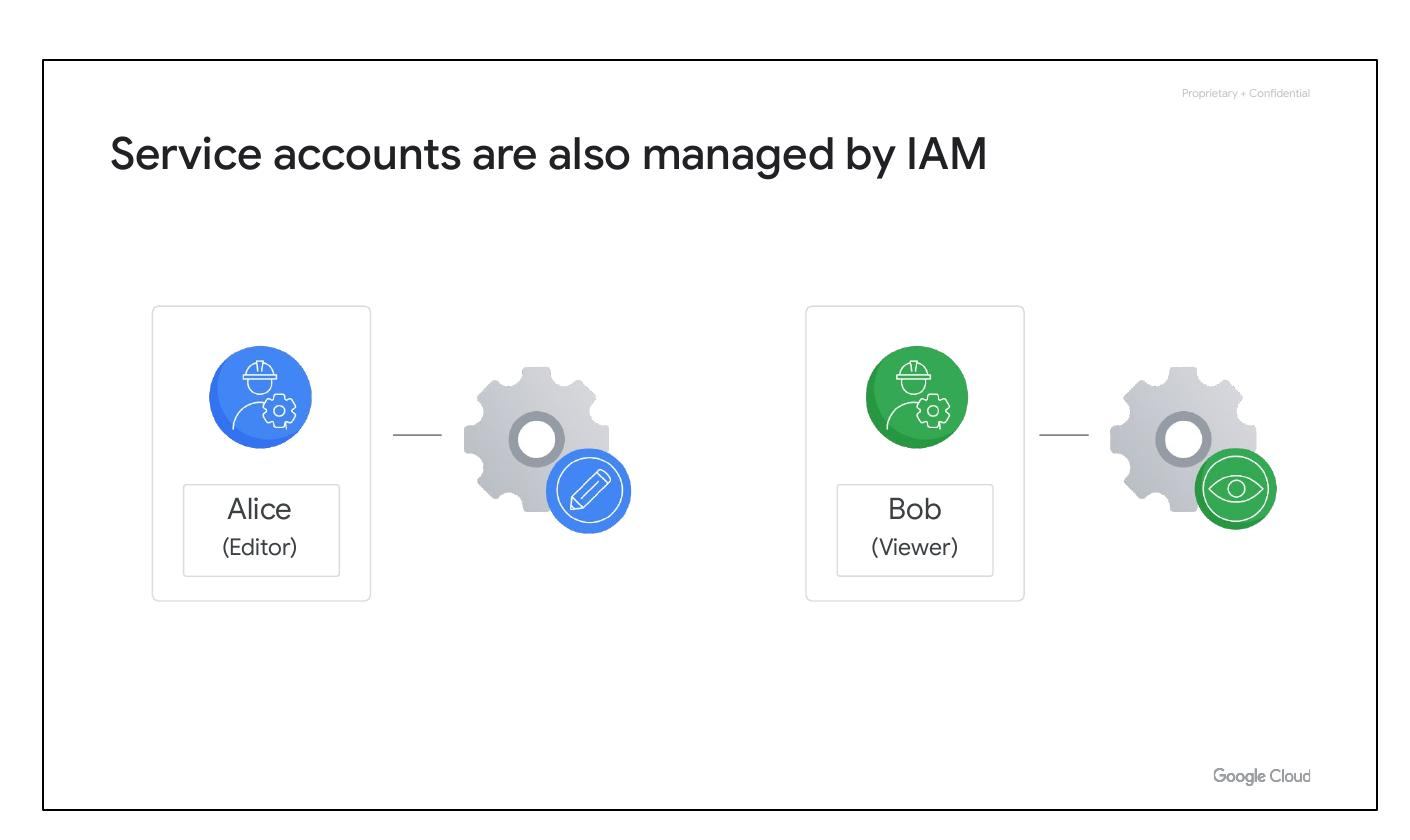 Proprietary + Confidential
Service accounts are also managed by IAM
Alice
(Editor)
Bob
(Viewer)
Google Cloud